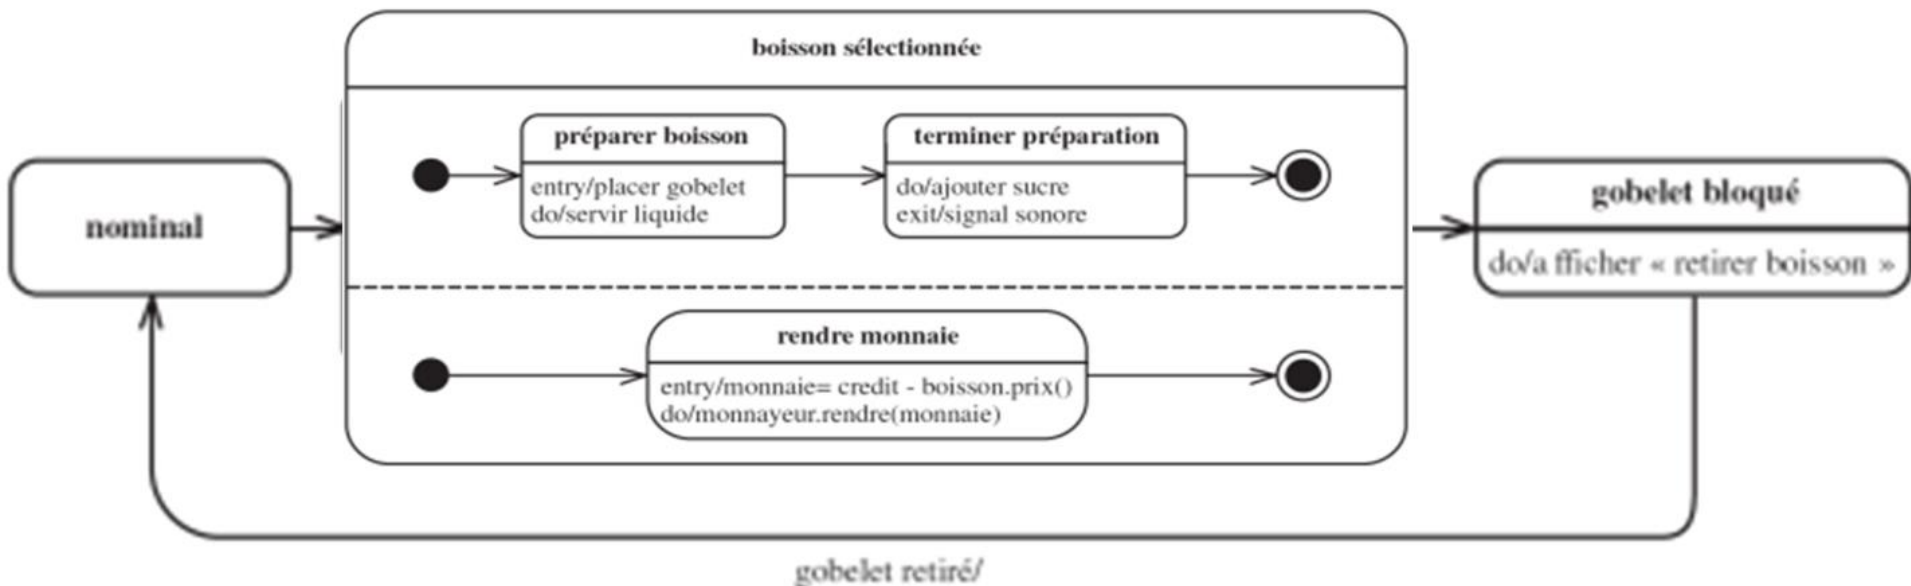 boisson sélectionnée
préparer boisson
entry/placer gobelet
do/servir liquide
terminer préparation
do/ajouter sucre
exit/signal sonore
nominal
gobelet bloqué
do/a fficher « retirer boisson »
rendre monnaie
entry/monnaie= credit - boisson.prix()
do/monnayeur.rendre(monnaie)
gobelet retiré/